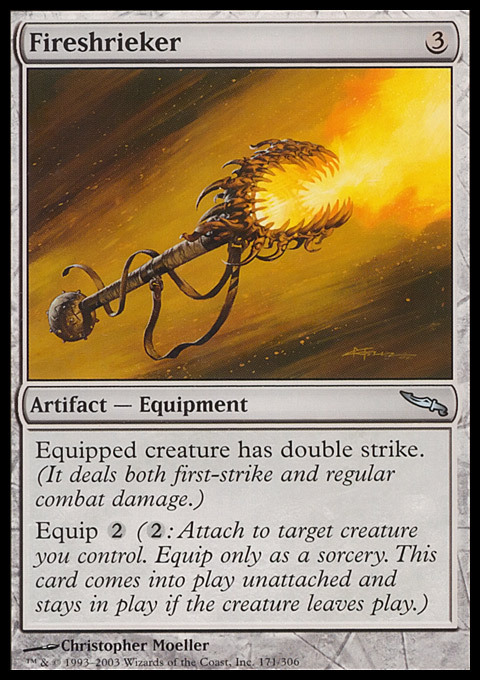 Fireshrieker 3
Artifact — Equipment
Equipped creature has double strike.
(It deals both first-strike and regular
combat damage.)
Equip 2 (2: Attach to target creature
you control. Equip only as a sorcery. This
card comes into play unattached and
stays in play if the creature leaves play.)
Christopher Moeller
™ & © 1993–2003 Wizards of the Coast, Inc. 171/306